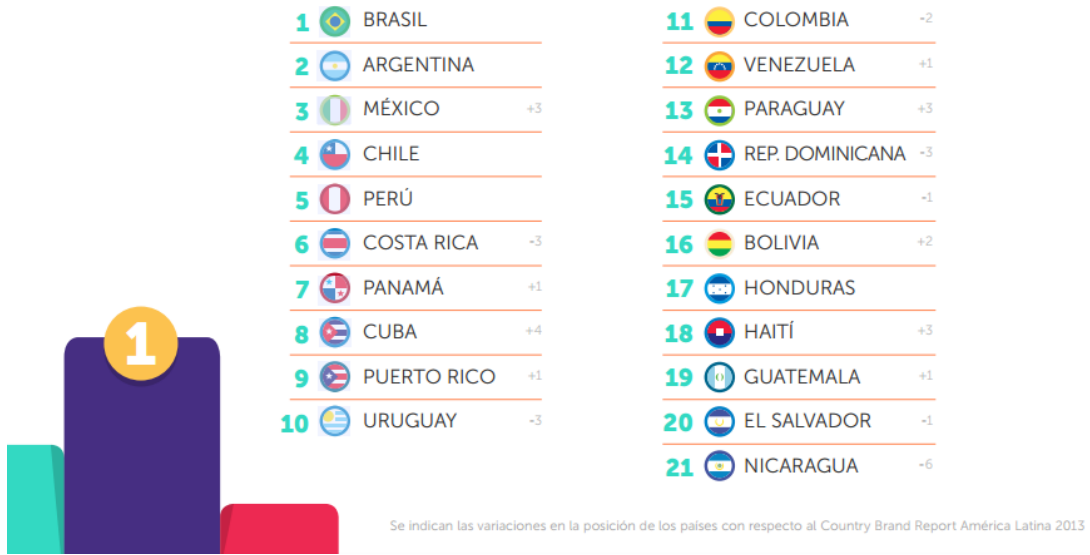 1 BRASIL
2 ARGENTINA
3 MÉXICO +3
4 CHILE
5 PERÚ
6 COSTA RICA -3
7 PANAMÁ +1
8 CUBA +4
9 PUERTO RICO +1
10 URUGUAY -3
11 COLOMBIA -2
12 VENEZUELA +1
13 PARAGUAY +3
14 REP. DOMINICANA -3
15 ECUADOR -1
16 BOLIVIA +2
17 HONDURAS
18 HAITÍ +3
19 GUATEMALA +1
20 EL SALVADOR -1
21 NICARAGUA -6
1
Se indican las variaciones en la posición de los países con respecto al Country Brand Report América Latina 2013